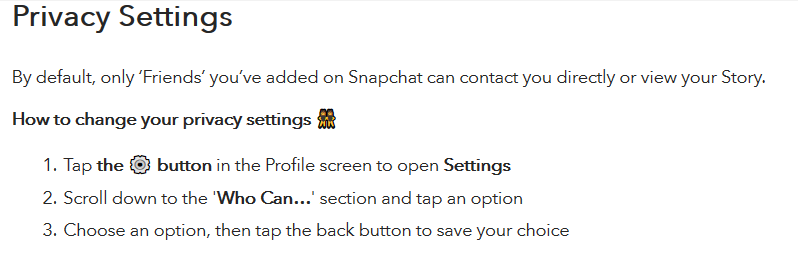 Privacy Settings
By default, only ‘Friends’ you’ve added on Snapchat can contact you directly or view your Story.
How to change your privacy settings 👯
1. Tap the ⚙ button in the Profile screen to open Settings
2. Scroll down to the 'Who Can…' section and tap an option
3. Choose an option, then tap the back button to save your choice